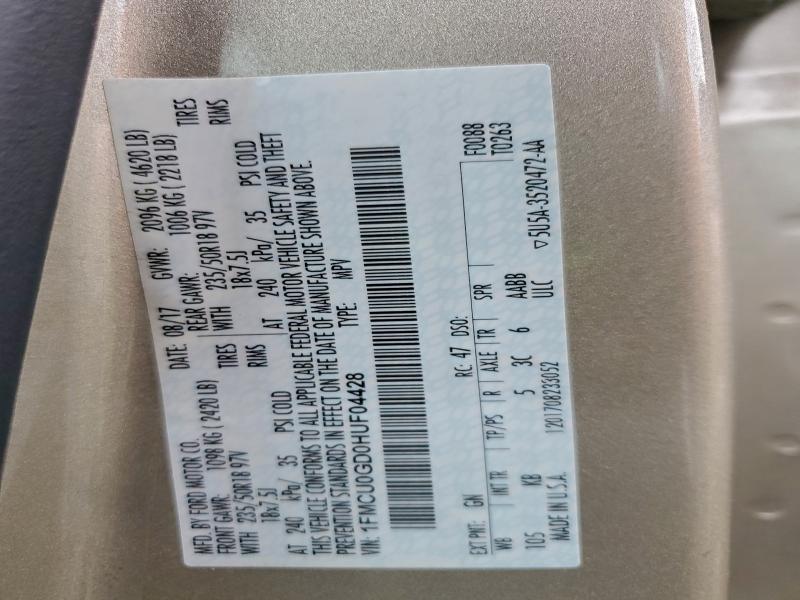 MFD. BY FORD MOTOR CO.
DATE: 08/17 GVWR: 2096 KG ( 4620 LB)
FRONT GAWR: 1098 KG ( 2420 LB) REAR GAWR: 1006 KG ( 2218 LB)
WITH 235/50R18 97V TIRES WITH 235/50R18 97V TIRES
18x7.5J RIMS 18x7.5J RIMS
AT 240 kPa/ 35 PSI COLD AT 240 kPa/ 35 PSI COLD
THIS VEHICLE CONFORMS TO ALL APPLICABLE FEDERAL MOTOR VEHICLE SAFETY AND THEFT
PREVENTION STANDARDS IN EFFECT ON THE DATE OF MANUFACTURE SHOWN ABOVE.
VIN: 1FMCU0GD0HUF04428 TYPE: MPV
EXT PNT: GN RC: 47 DSO: F0088
WB INT TR TP/PS R AXLE TR SPR T0263
105 KB 5 3C 6 AABB
MADE IN U.S.A. 1201708233052 ULC ▽5U5A-3520472-AA